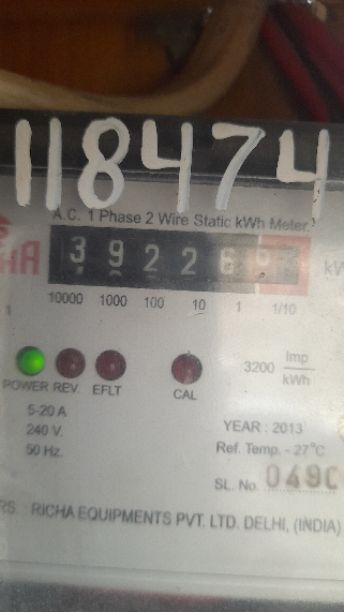 118474
A.C. 1 Phase 2 Wire Static kWh Meter
39226
10000 1000 100 10 1 1/10
3200 Imp/kWh
POWER REV. EFLT CAL
5-20 A
240 V.
50 Hz.
YEAR : 2013
Ref. Temp. - 27°C
SL. No. 0490
RICHA EQUIPMENTS PVT. LTD. DELHI, (INDIA)